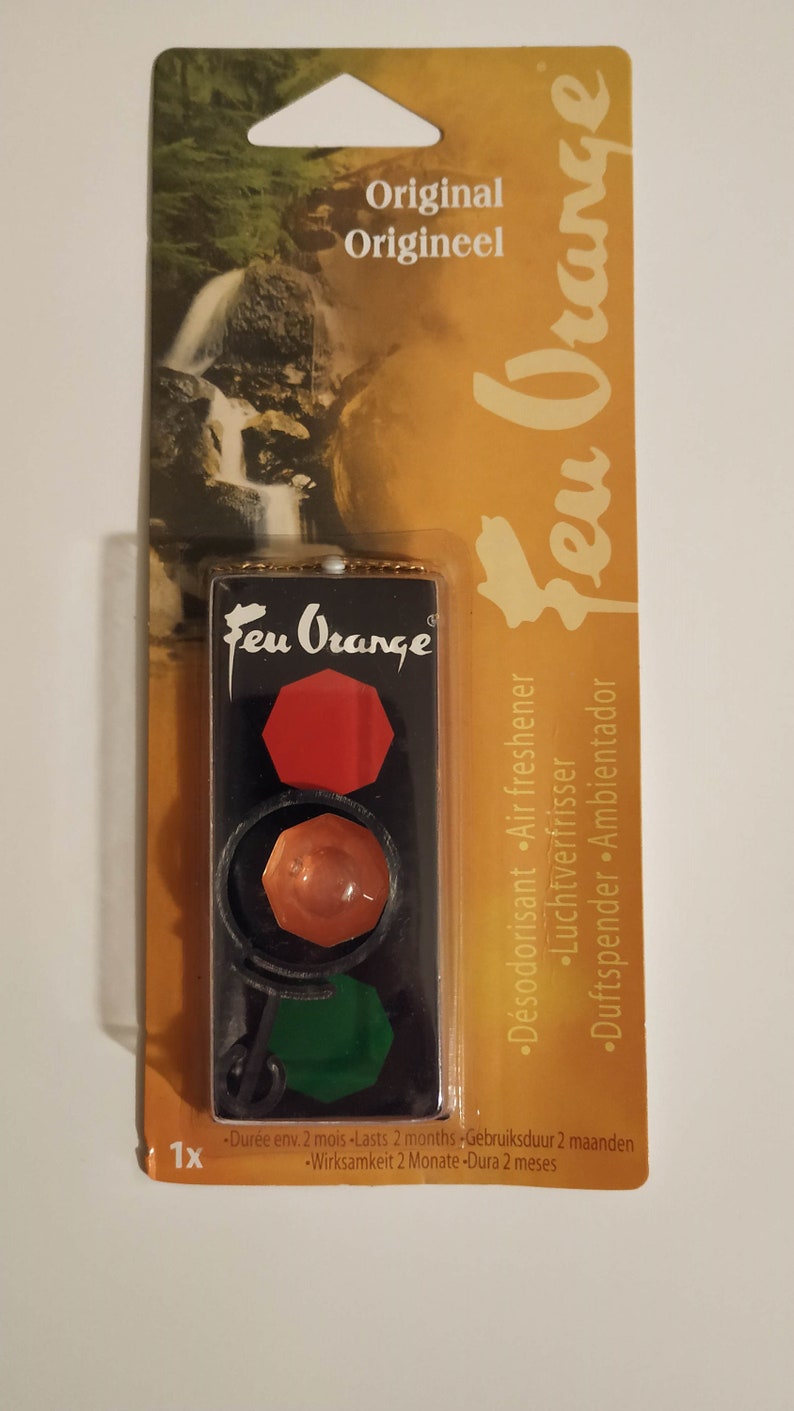 Original
Origineel
Feu Orange®
Feu Orange®
•Désodorisant •Air freshener
•Luchtverfrisser
•Duftspender •Ambientador
•Durée env. 2 mois •Lasts 2 months •Gebruiksduur 2 maanden
•Wirksamkeit 2 Monate •Dura 2 meses
1x